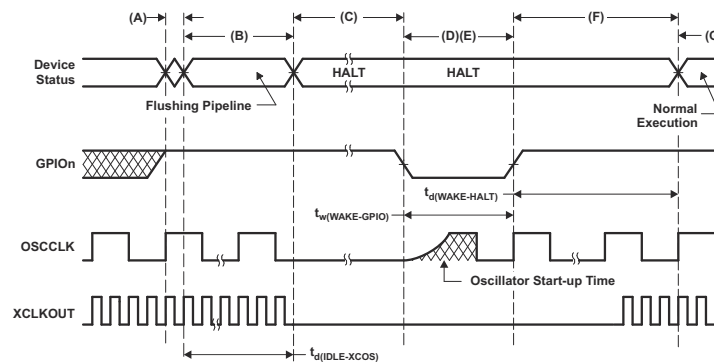 (A)
(B)
(C)
(D)(E)
(F)
Device
Status
HALT
HALT
Flushing Pipeline
Normal
Execution
GPIOn
td(WAKE-HALT)
tw(WAKE-GPIO)
OSCCLK
Oscillator Start-up Time
XCLKOUT
td(IDLE-XCOS)